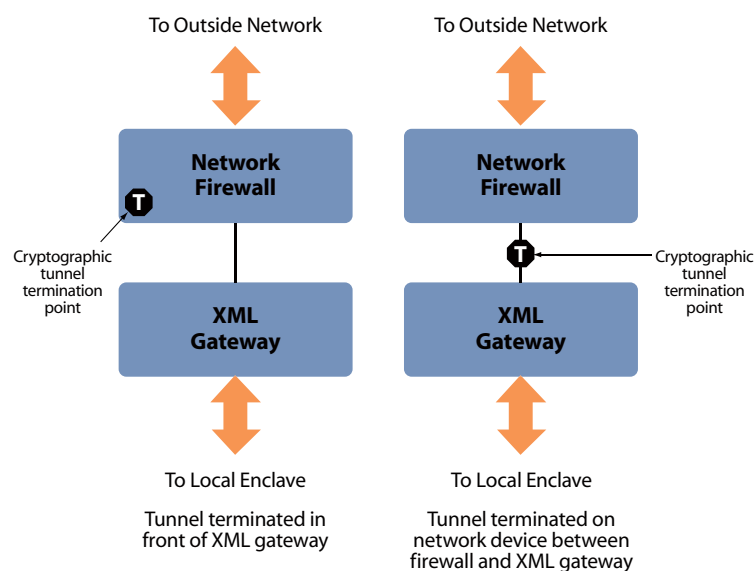 To Outside Network
Network
Firewall
T
Cryptographic
tunnel
termination
point
XML
Gateway
To Local Enclave
Tunnel terminated in
front of XML gateway
To Outside Network
Network
Firewall
T
Cryptographic
tunnel
termination
point
XML
Gateway
To Local Enclave
Tunnel terminated on
network device between
firewall and XML gateway